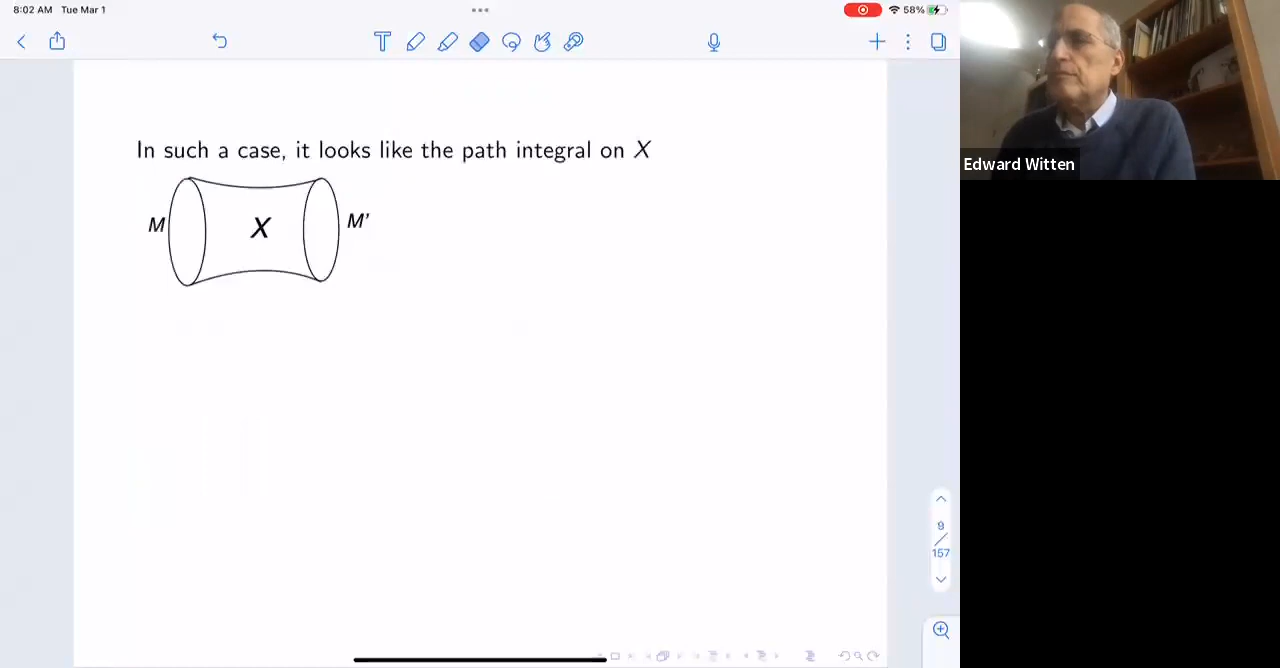 8:02 AM Tue Mar 1
58%
In such a case, it looks like the path integral on X
M X M'
9
157
Edward Witten